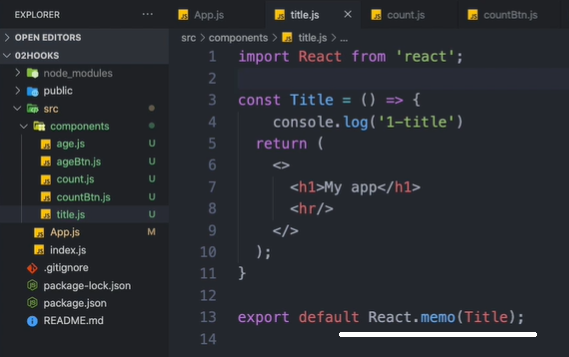 EXPLORER ...
App.js title.js count.js countBtn.js
OPEN EDITORS
02HOOKS
node_modules
public
src
components
age.js U
ageBtn.js U
count.js U
countBtn.js U
title.js U
App.js M
index.js
.gitignore
package-lock.json
package.json
README.md
src > components > title.js > ...
1 import React from 'react';
2
3 const Title = () => {
4 console.log('1-title')
5 return (
6 <>
7 <h1>My app</h1>
8 <hr/>
9 </>
10 );
11 }
12
13 export default React.memo(Title);
14